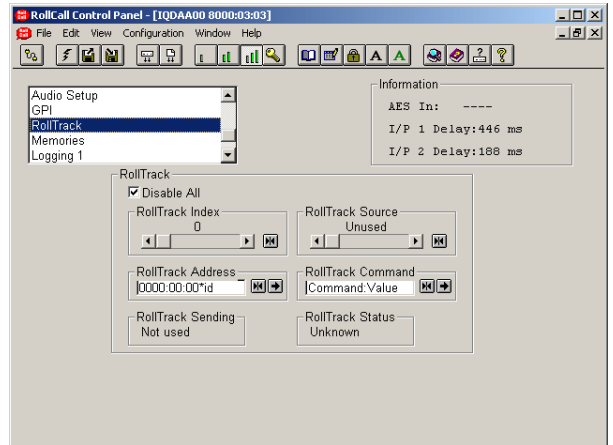 RollCall Control Panel - [IQDAA00 8000:03:03]
File Edit View Configuration Window Help
A A ?
Audio Setup
GPI
RollTrack
Memories
Logging 1
Information
AES In: ----
I/P 1 Delay:446 ms
I/P 2 Delay:188 ms
RollTrack
Disable All
RollTrack Index
0
RollTrack Source
Unused
RollTrack Address
0000:00:00*id
RollTrack Command
Command:Value
RollTrack Sending
Not used
RollTrack Status
Unknown